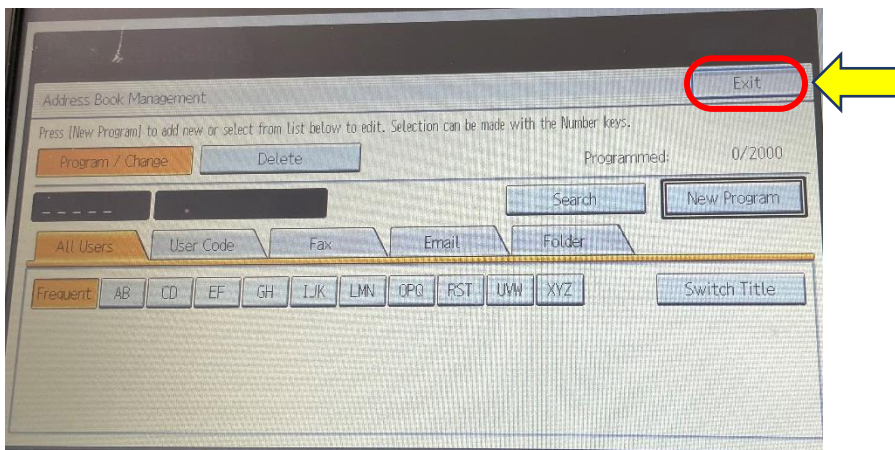 Exit
Address Book Management
Press [New Program] to add new or select from list below to edit. Selection can be made with the Number keys.
Program / Change Delete Programmed: 0/2000
Search New Program
All Users User Code Fax Email Folder
Frequent AB CD EF GH IJK LMN OPQ RST UVW XYZ Switch Title